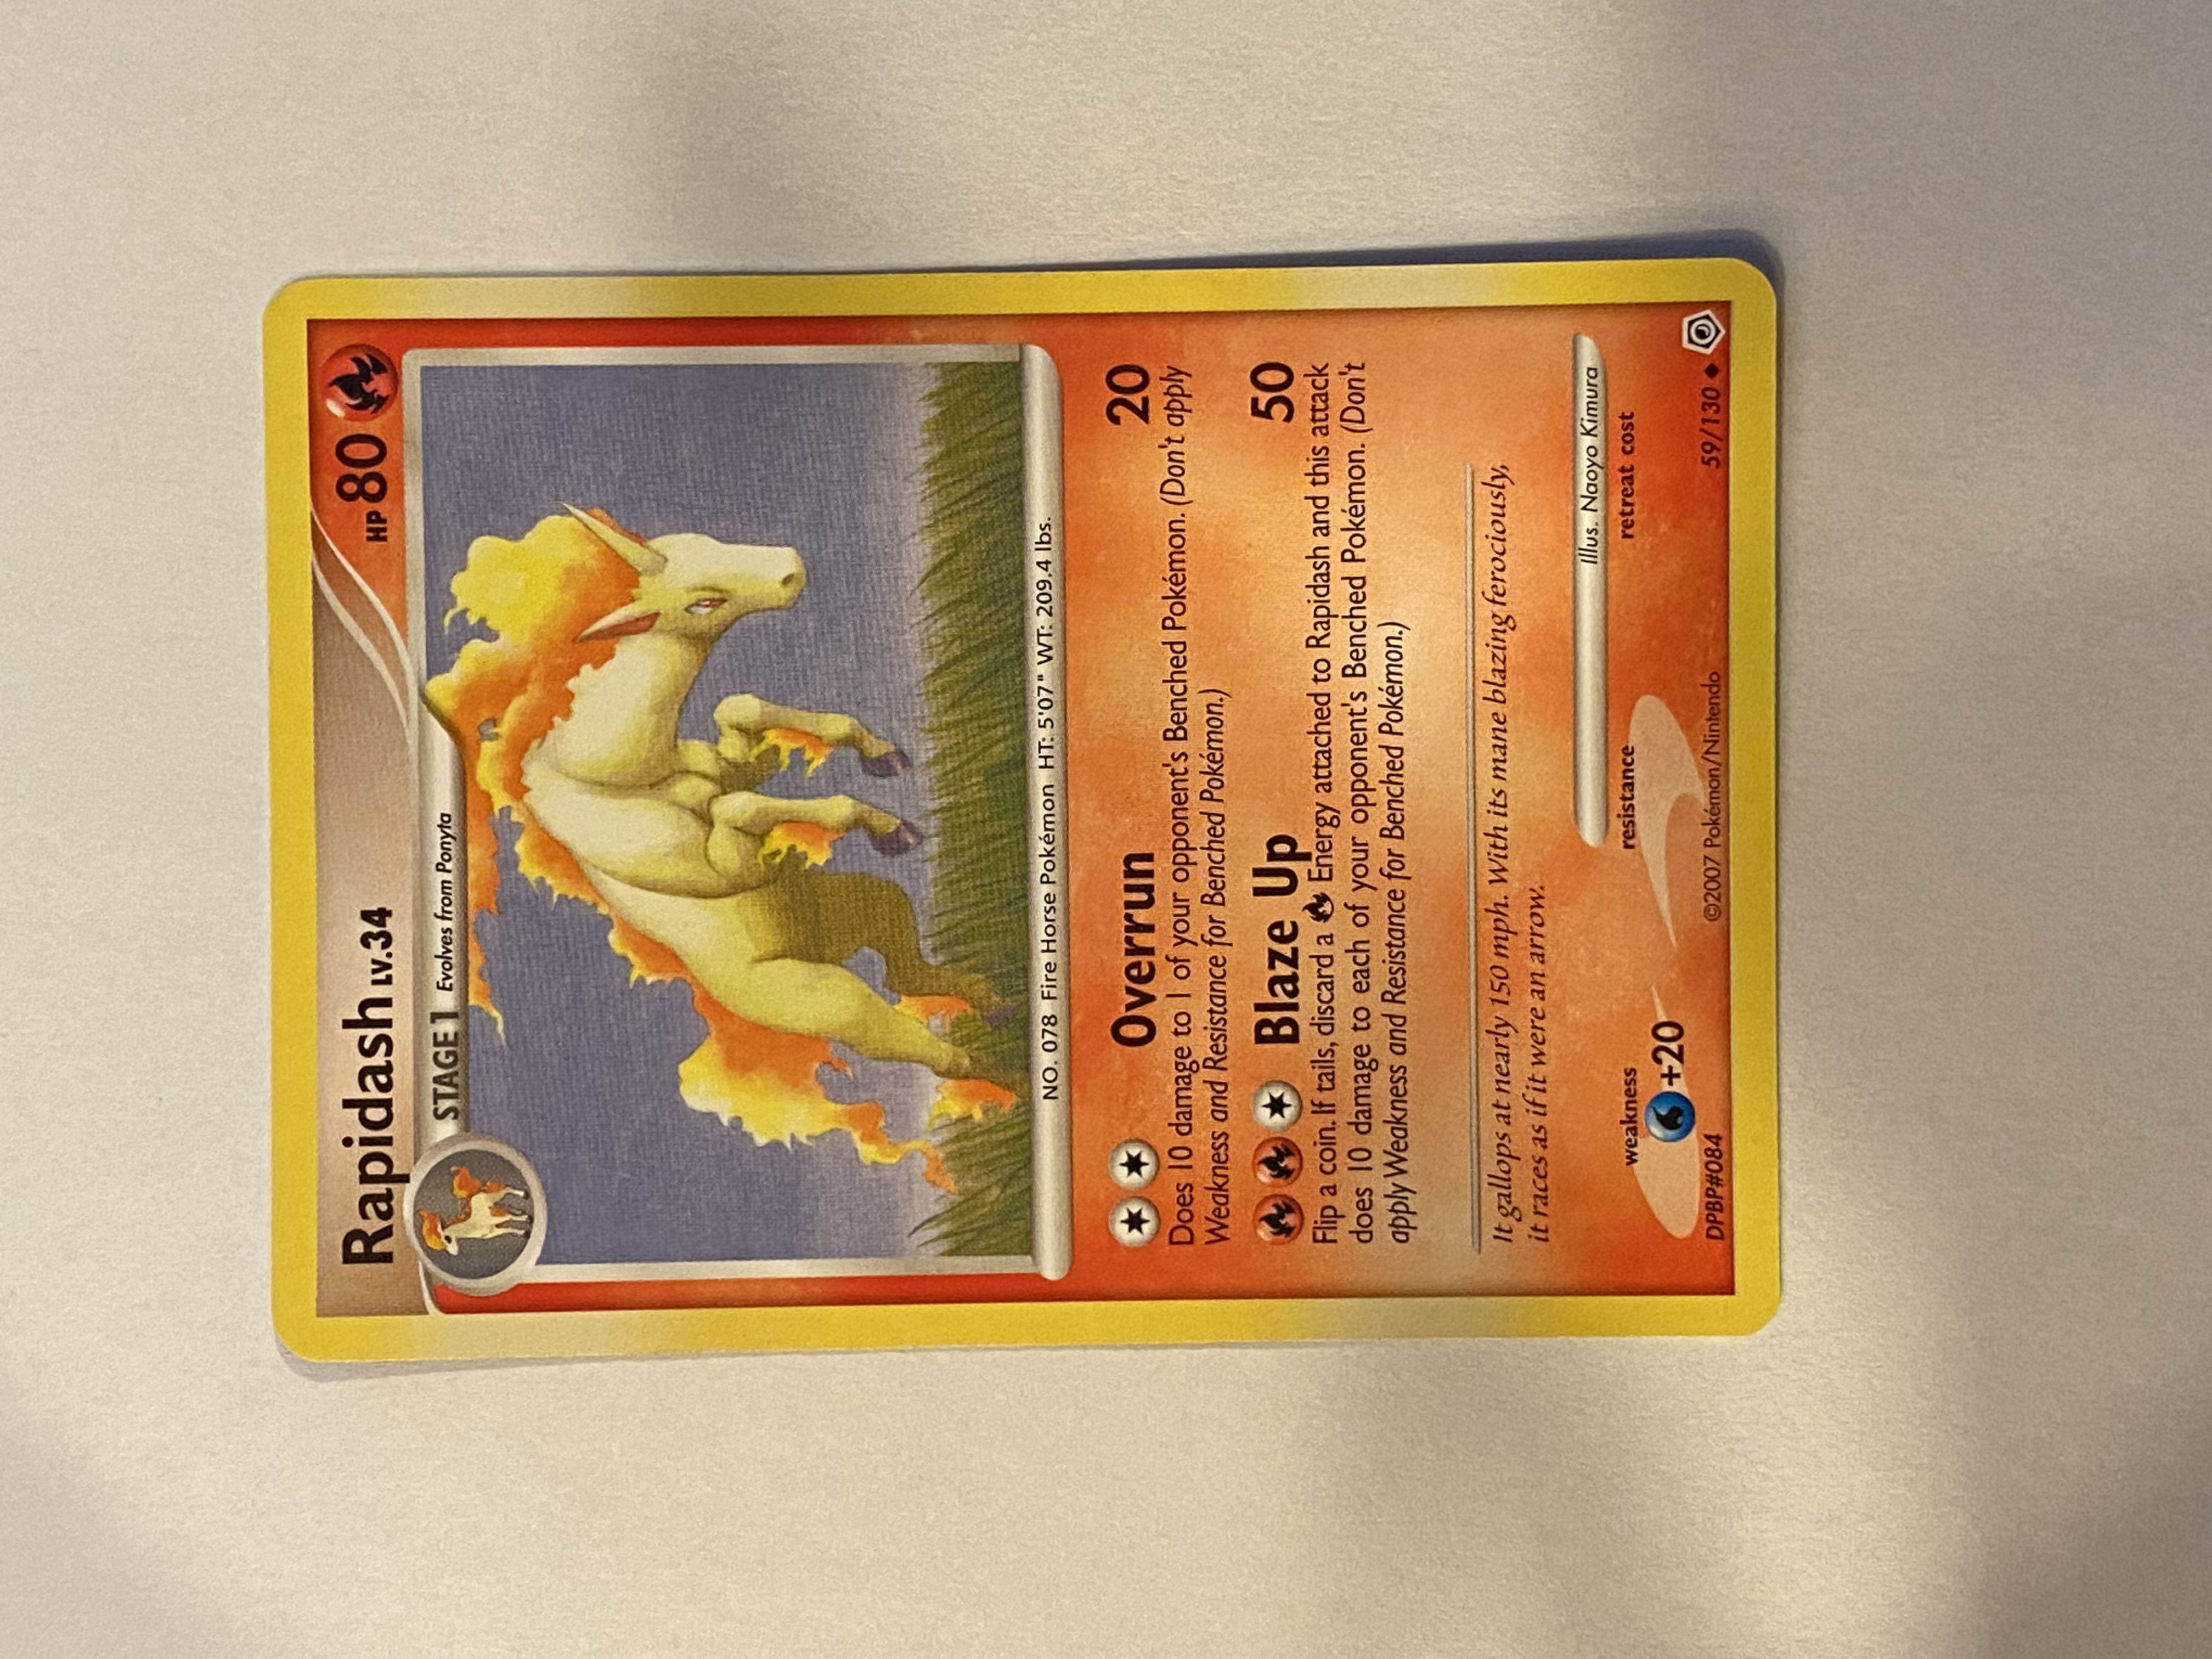 Rapidash LV.34 HP 80
STAGE 1 Evolves from Ponyta
NO. 078 Fire Horse Pokémon HT: 5'07" WT: 209.4 lbs.
Overrun 20
Does 10 damage to 1 of your opponent's Benched Pokémon. (Don't apply
Weakness and Resistance for Benched Pokémon.)
Blaze Up 50
Flip a coin. If tails, discard a Energy attached to Rapidash and this attack
does 10 damage to each of your opponent's Benched Pokémon. (Don't
apply Weakness and Resistance for Benched Pokémon.)
It gallops at nearly 150 mph. With its mane blazing ferociously,
it races as if it were an arrow.
Illus. Naoyo Kimura
weakness resistance retreat cost
+20
DPBP#084 ©2007 Pokémon/Nintendo 59/130